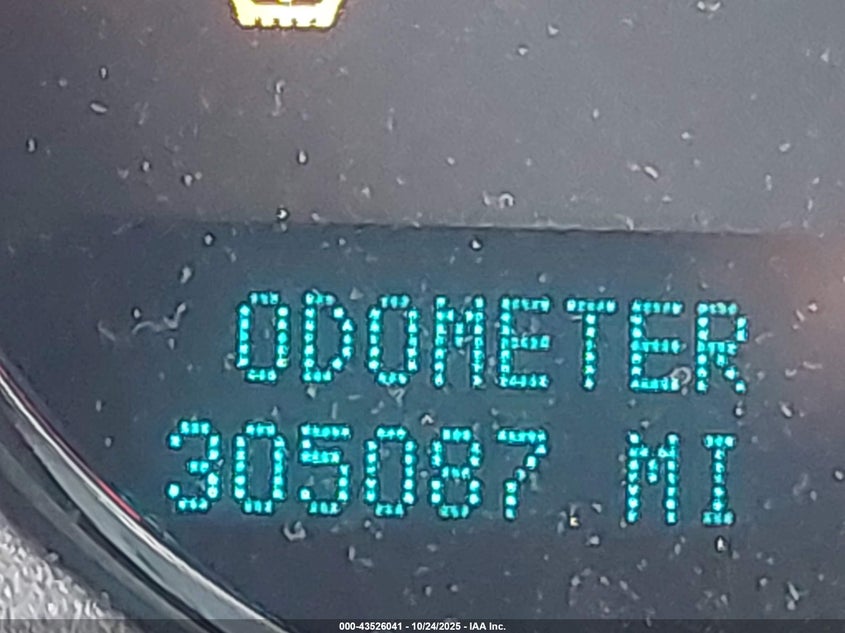 ODOMETER
305087 MI
000-43526041 - 10/24/2025 - IAA Inc.